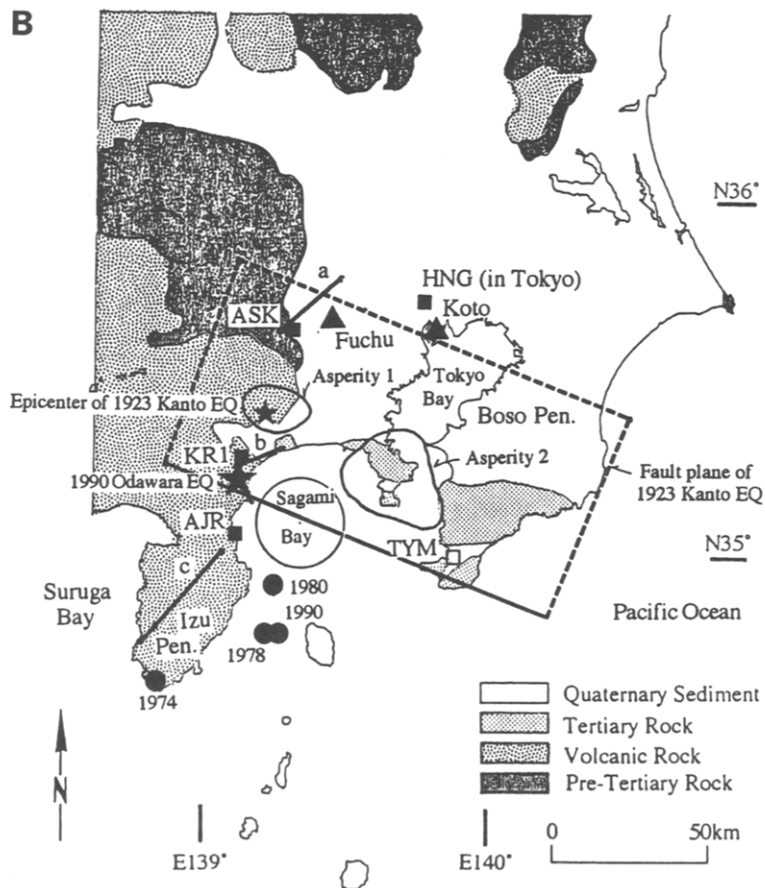 B
N36°
a
HNG (in Tokyo)
ASK
Koto
Fuchu
Asperity 1
Tokyo
Bay
Epicenter of 1923 Kanto EQ
Boso Pen.
b
KR1
Asperity 2
1990 Odawara EQ
Fault plane of
1923 Kanto EQ
Sagami
Bay
AJR
TYM
N35°
c
Suruga
Bay
1980
1990
Izu
Pen.
Pacific Ocean
1978
1974
Quaternary Sediment
Tertiary Rock
Volcanic Rock
Pre-Tertiary Rock
N
0
50km
E139°
E140°